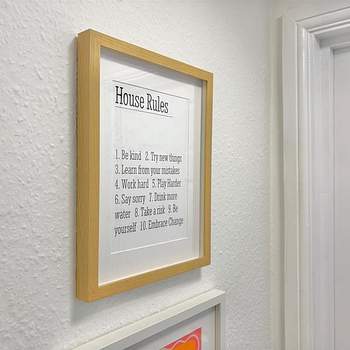 House Rules
1. Be kind 2. Try new things
3. Learn from your mistakes
4. Work hard 5. Play Harder
6. Say sorry 7. Drink more
water 8. Take a risk 9. Be
yourself 10. Embrace Change